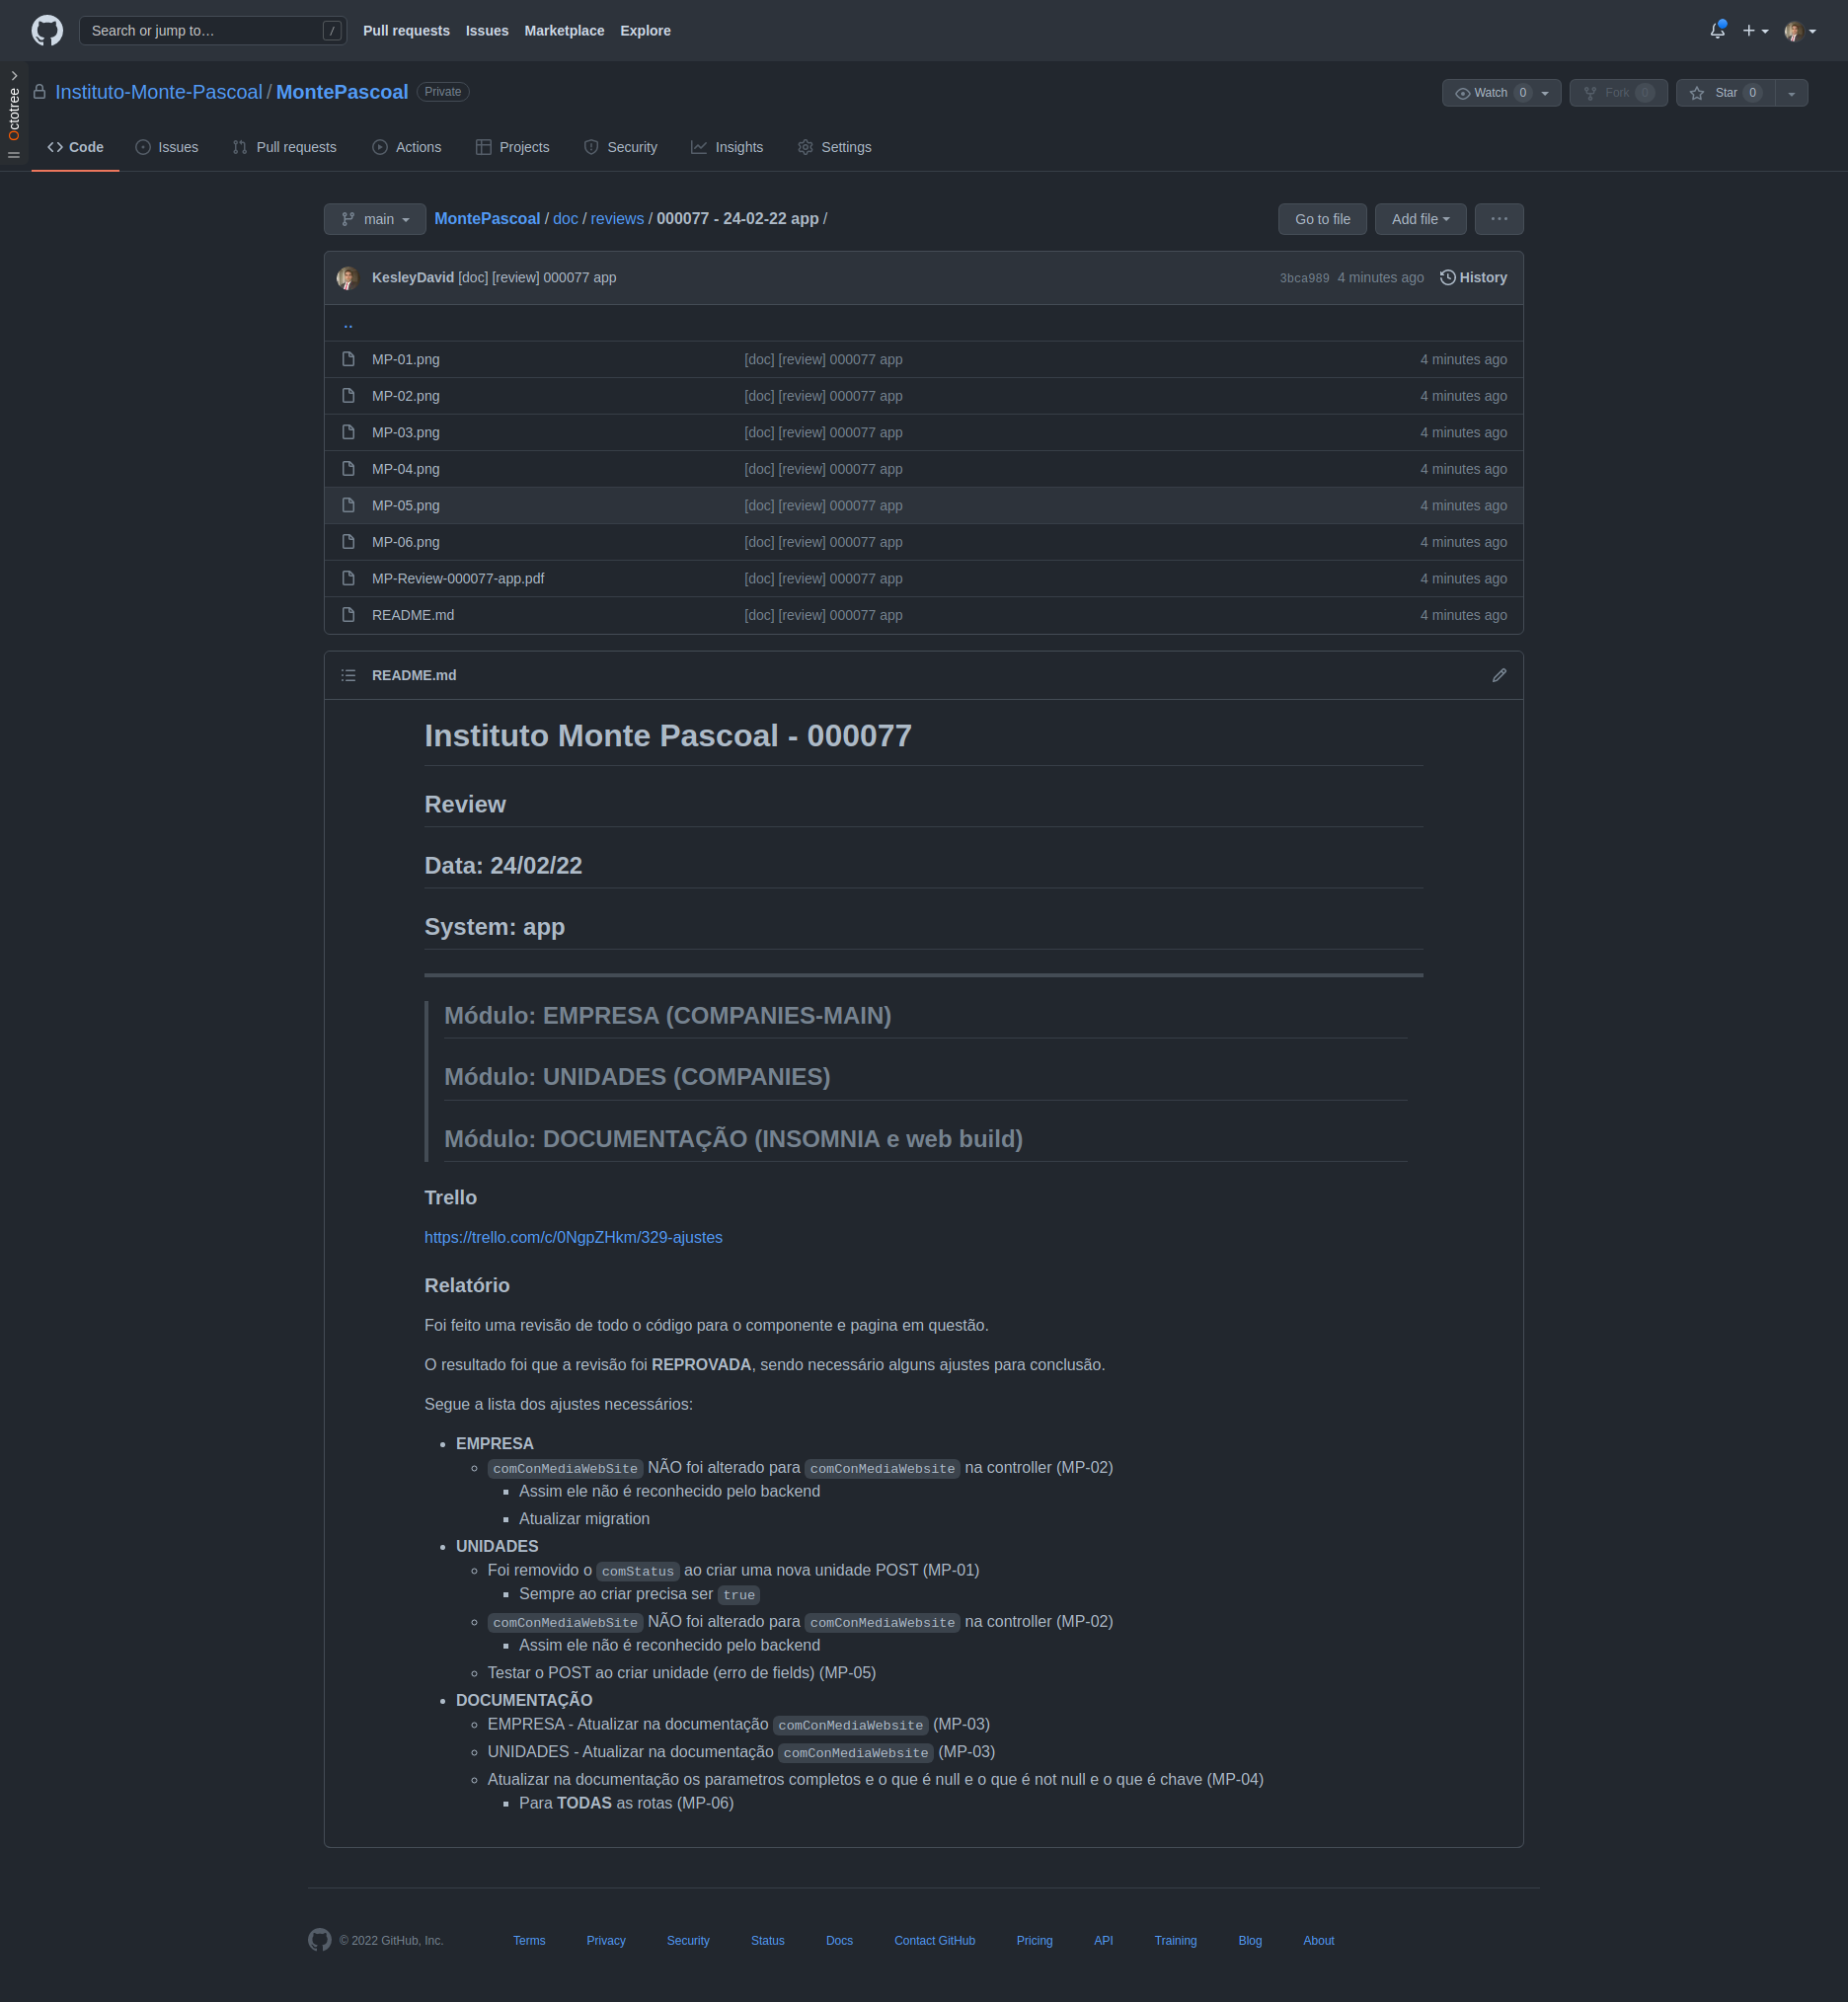 Search or jump to…
/
Pull requests Issues Marketplace Explore
Octotree
Instituto-Monte-Pascoal / MontePascoal Private
Watch 0 Fork 0 Star 0
Code Issues Pull requests Actions Projects Security Insights Settings
main MontePascoal / doc / reviews / 000077 - 24-02-22 app /
Go to file Add file ···
KesleyDavid [doc] [review] 000077 app 3bca989 4 minutes ago History
..
MP-01.png [doc] [review] 000077 app 4 minutes ago
MP-02.png [doc] [review] 000077 app 4 minutes ago
MP-03.png [doc] [review] 000077 app 4 minutes ago
MP-04.png [doc] [review] 000077 app 4 minutes ago
MP-05.png [doc] [review] 000077 app 4 minutes ago
MP-06.png [doc] [review] 000077 app 4 minutes ago
MP-Review-000077-app.pdf [doc] [review] 000077 app 4 minutes ago
README.md [doc] [review] 000077 app 4 minutes ago
README.md
Instituto Monte Pascoal - 000077
Review
Data: 24/02/22
System: app
Módulo: EMPRESA (COMPANIES-MAIN)
Módulo: UNIDADES (COMPANIES)
Módulo: DOCUMENTAÇÃO (INSOMNIA e web build)
Trello
https://trello.com/c/0NgpZHkm/329-ajustes
Relatório
Foi feito uma revisão de todo o código para o componente e pagina em questão.
O resultado foi que a revisão foi REPROVADA, sendo necessário alguns ajustes para conclusão.
Segue a lista dos ajustes necessários:
EMPRESA
comConMediaWebSite NÃO foi alterado para comConMediaWebsite na controller (MP-02)
Assim ele não é reconhecido pelo backend
Atualizar migration
UNIDADES
Foi removido o comStatus ao criar uma nova unidade POST (MP-01)
Sempre ao criar precisa ser true
comConMediaWebSite NÃO foi alterado para comConMediaWebsite na controller (MP-02)
Assim ele não é reconhecido pelo backend
Testar o POST ao criar unidade (erro de fields) (MP-05)
DOCUMENTAÇÃO
EMPRESA - Atualizar na documentação comConMediaWebsite (MP-03)
UNIDADES - Atualizar na documentação comConMediaWebsite (MP-03)
Atualizar na documentação os parametros completos e o que é null e o que é not null e o que é chave (MP-04)
Para TODAS as rotas (MP-06)
© 2022 GitHub, Inc. Terms Privacy Security Status Docs Contact GitHub Pricing API Training Blog About